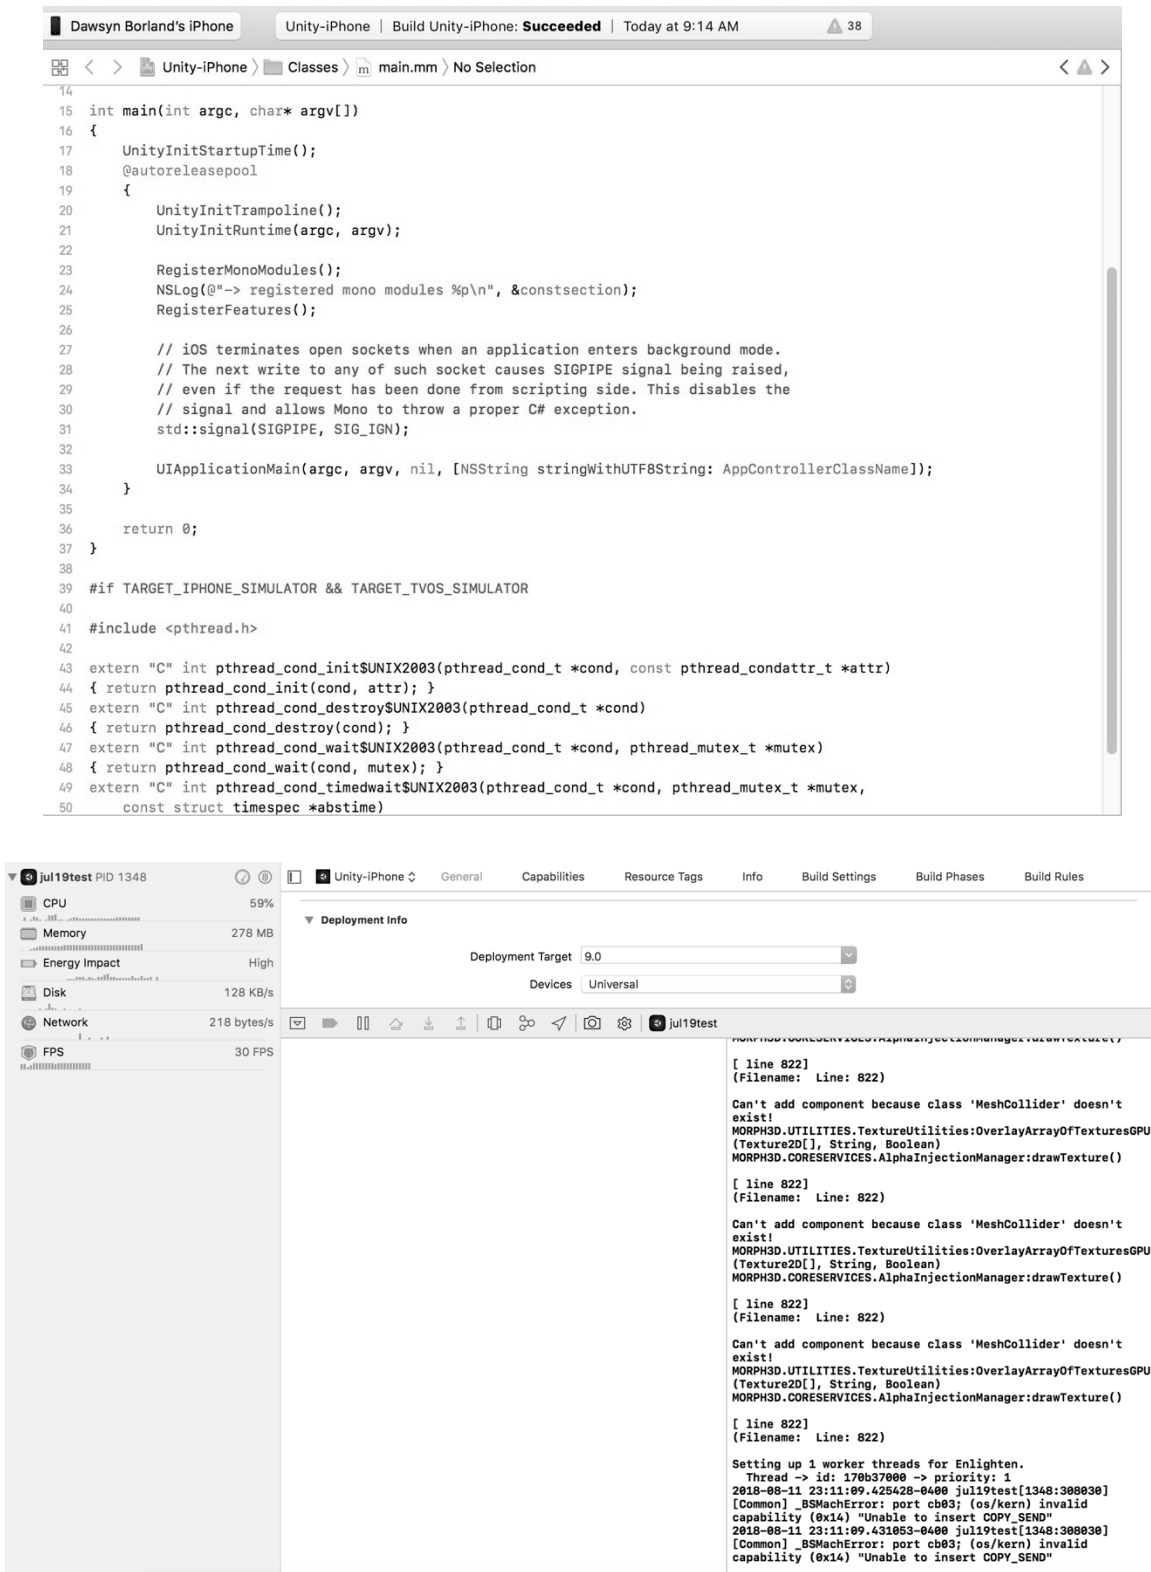 Dawsyn Borland's iPhone
Unity-iPhone | Build Unity-iPhone: Succeeded | Today at 9:14 AM
38
Unity-iPhone 〉 Classes 〉 m main.mm 〉 No Selection
14
15 int main(int argc, char* argv[])
16 {
17     UnityInitStartupTime();
18     @autoreleasepool
19     {
20         UnityInitTrampoline();
21         UnityInitRuntime(argc, argv);
22
23         RegisterMonoModules();
24         NSLog(@"-> registered mono modules %p\n", &constsection);
25         RegisterFeatures();
26
27         // iOS terminates open sockets when an application enters background mode.
28         // The next write to any of such socket causes SIGPIPE signal being raised,
29         // even if the request has been done from scripting side. This disables the
30         // signal and allows Mono to throw a proper C# exception.
31         std::signal(SIGPIPE, SIG_IGN);
32
33         UIApplicationMain(argc, argv, nil, [NSString stringWithUTF8String: AppControllerClassName]);
34     }
35
36     return 0;
37 }
38
39 #if TARGET_IPHONE_SIMULATOR && TARGET_TVOS_SIMULATOR
40
41 #include <pthread.h>
42
43 extern "C" int pthread_cond_init$UNIX2003(pthread_cond_t *cond, const pthread_condattr_t *attr)
44 { return pthread_cond_init(cond, attr); }
45 extern "C" int pthread_cond_destroy$UNIX2003(pthread_cond_t *cond)
46 { return pthread_cond_destroy(cond); }
47 extern "C" int pthread_cond_wait$UNIX2003(pthread_cond_t *cond, pthread_mutex_t *mutex)
48 { return pthread_cond_wait(cond, mutex); }
49 extern "C" int pthread_cond_timedwait$UNIX2003(pthread_cond_t *cond, pthread_mutex_t *mutex,
50     const struct timespec *abstime)
jul19test PID 1348
CPU 59%
Memory 278 MB
Energy Impact High
Disk 128 KB/s
Network 218 bytes/s
FPS 30 FPS
Unity-iPhone General Capabilities Resource Tags Info Build Settings Build Phases Build Rules
Deployment Info
Deployment Target 9.0
Devices Universal
jul19test
MORPH3D.CORESERVICES.AlphaInjectionManager:drawTexture()
[ line 822]
(Filename:  Line: 822)
Can't add component because class 'MeshCollider' doesn't
exist!
MORPH3D.UTILITIES.TextureUtilities:OverlayArrayOfTexturesGPU
(Texture2D[], String, Boolean)
MORPH3D.CORESERVICES.AlphaInjectionManager:drawTexture()
[ line 822]
(Filename:  Line: 822)
Can't add component because class 'MeshCollider' doesn't
exist!
MORPH3D.UTILITIES.TextureUtilities:OverlayArrayOfTexturesGPU
(Texture2D[], String, Boolean)
MORPH3D.CORESERVICES.AlphaInjectionManager:drawTexture()
[ line 822]
(Filename:  Line: 822)
Can't add component because class 'MeshCollider' doesn't
exist!
MORPH3D.UTILITIES.TextureUtilities:OverlayArrayOfTexturesGPU
(Texture2D[], String, Boolean)
MORPH3D.CORESERVICES.AlphaInjectionManager:drawTexture()
[ line 822]
(Filename:  Line: 822)
Setting up 1 worker threads for Enlighten.
  Thread -> id: 170b37000 -> priority: 1
2018-08-11 23:11:09.425428-0400 jul19test[1348:308030]
[Common] _BSMachError: port cb03; (os/kern) invalid
capability (0x14) "Unable to insert COPY_SEND"
2018-08-11 23:11:09.431053-0400 jul19test[1348:308030]
[Common] _BSMachError: port cb03; (os/kern) invalid
capability (0x14) "Unable to insert COPY_SEND"